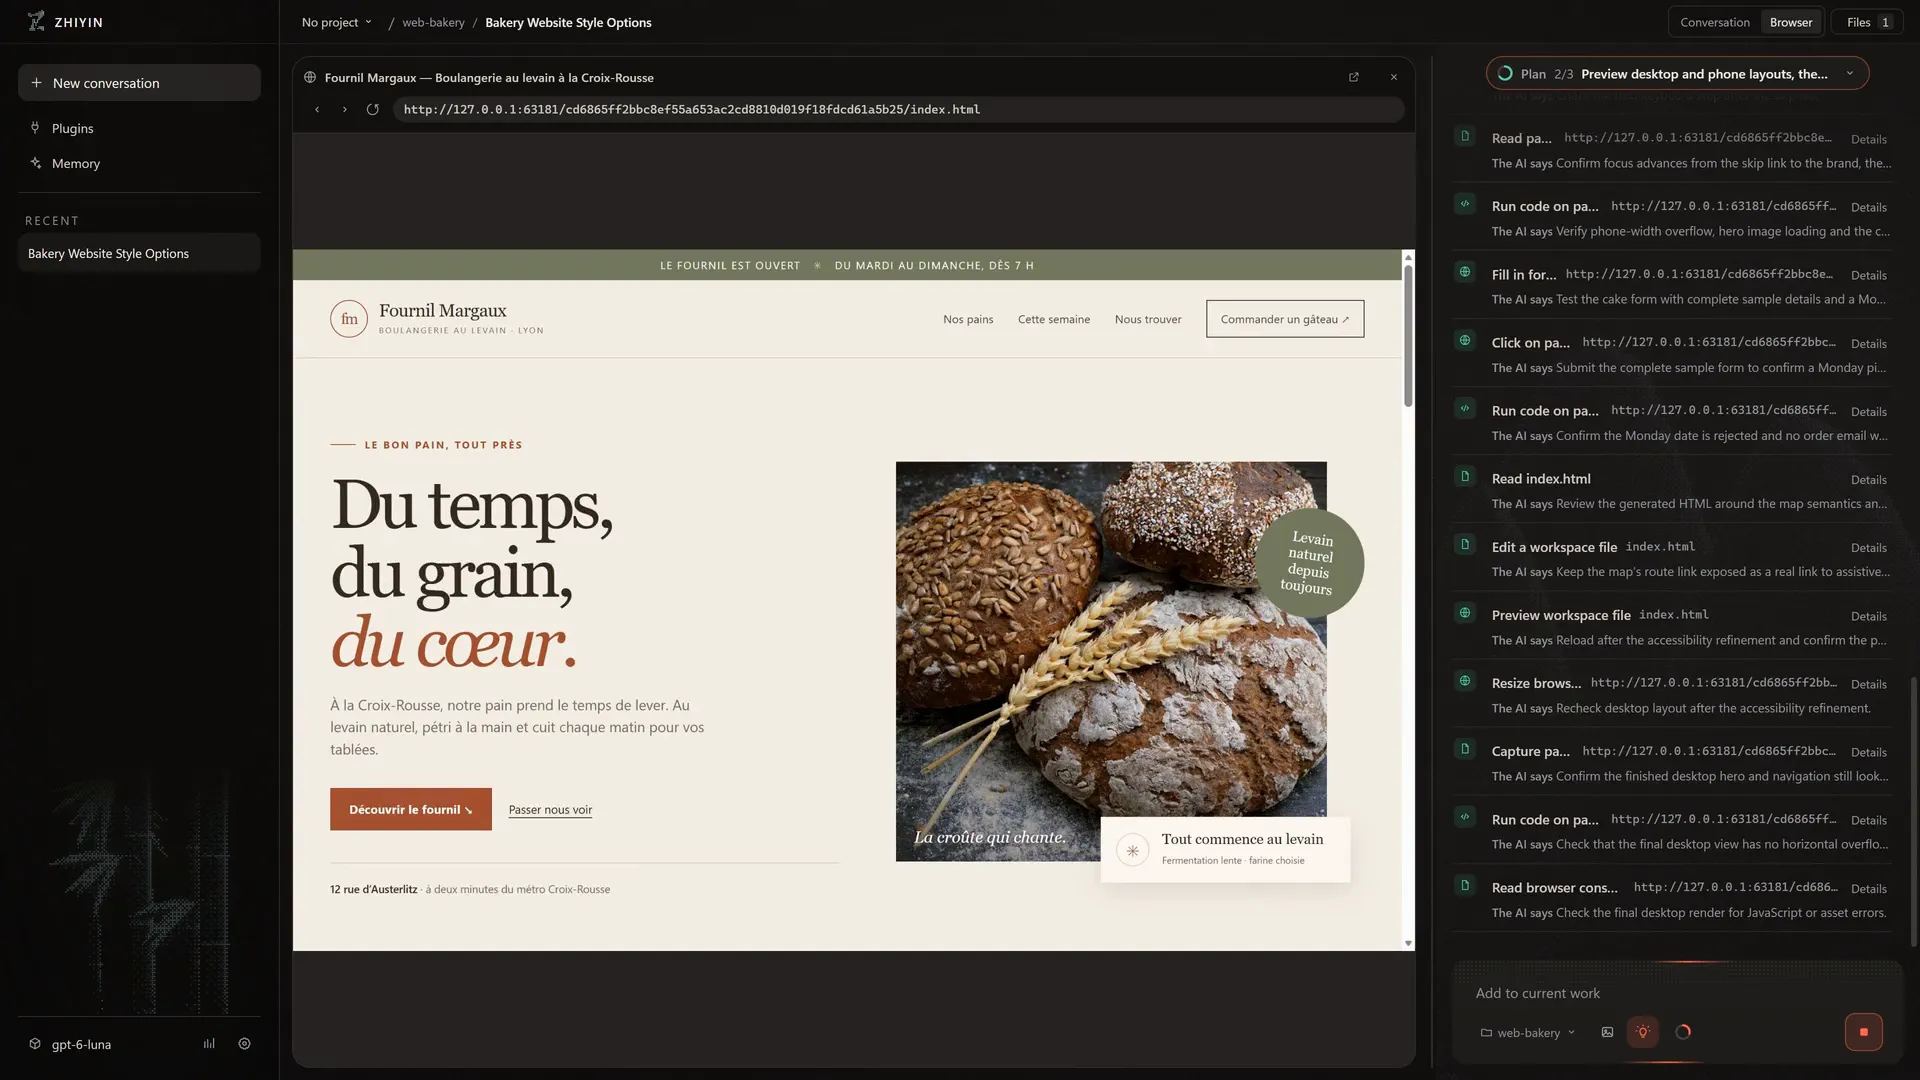 ZHIYIN
No project / web-bakery / Bakery Website Style Options
Conversation Browser Files 1
New conversation
Plugins
Memory
RECENT
Bakery Website Style Options
gpt-6-luna
Fournil Margaux — Boulangerie au levain à la Croix-Rousse
http://127.0.0.1:63181/cd6865ff2bbc8ef55a653ac2cd8810d019f18fdcd61a5b25/index.html
LE FOURNIL EST OUVERT ✳ DU MARDI AU DIMANCHE, DÈS 7 H
fm
Fournil Margaux
BOULANGERIE AU LEVAIN · LYON
Nos pains Cette semaine Nous trouver Commander un gâteau ↗
LE BON PAIN, TOUT PRÈS
Du temps,
du grain,
du cœur.
À la Croix-Rousse, notre pain prend le temps de lever. Au
levain naturel, pétri à la main et cuit chaque matin pour vos
tablées.
Découvrir le fournil ↘ Passer nous voir
12 rue d'Austerlitz · à deux minutes du métro Croix-Rousse
Levain
naturel
depuis
toujours
La croûte qui chante.
Tout commence au levain
Fermentation lente · farine choisie
Plan 2/3 Preview desktop and phone layouts, the...
Read pa... http://127.0.0.1:63181/cd6865ff2bbc8e... Details
The AI says Confirm focus advances from the skip link to the brand, the...
Run code on pa... http://127.0.0.1:63181/cd6865ff... Details
The AI says Verify phone-width overflow, hero image loading and the c...
Fill in for... http://127.0.0.1:63181/cd6865ff2bbc8e... Details
The AI says Test the cake form with complete sample details and a Mo...
Click on pa... http://127.0.0.1:63181/cd6865ff2bbc... Details
The AI says Submit the complete sample form to confirm a Monday pi...
Run code on pa... http://127.0.0.1:63181/cd6865ff... Details
The AI says Confirm the Monday date is rejected and no order email w...
Read index.html Details
The AI says Review the generated HTML around the map semantics an...
Edit a workspace file index.html Details
The AI says Keep the map's route link exposed as a real link to assistive...
Preview workspace file index.html Details
The AI says Reload after the accessibility refinement and confirm the p...
Resize brows... http://127.0.0.1:63181/cd6865ff2bb... Details
The AI says Recheck desktop layout after the accessibility refinement.
Capture pa... http://127.0.0.1:63181/cd6865ff2bbc... Details
The AI says Confirm the finished desktop hero and navigation still look...
Run code on pa... http://127.0.0.1:63181/cd6865ff... Details
The AI says Check that the final desktop view has no horizontal overflo...
Read browser cons... http://127.0.0.1:63181/cd686... Details
The AI says Check the final desktop render for JavaScript or asset errors.
Add to current work
web-bakery